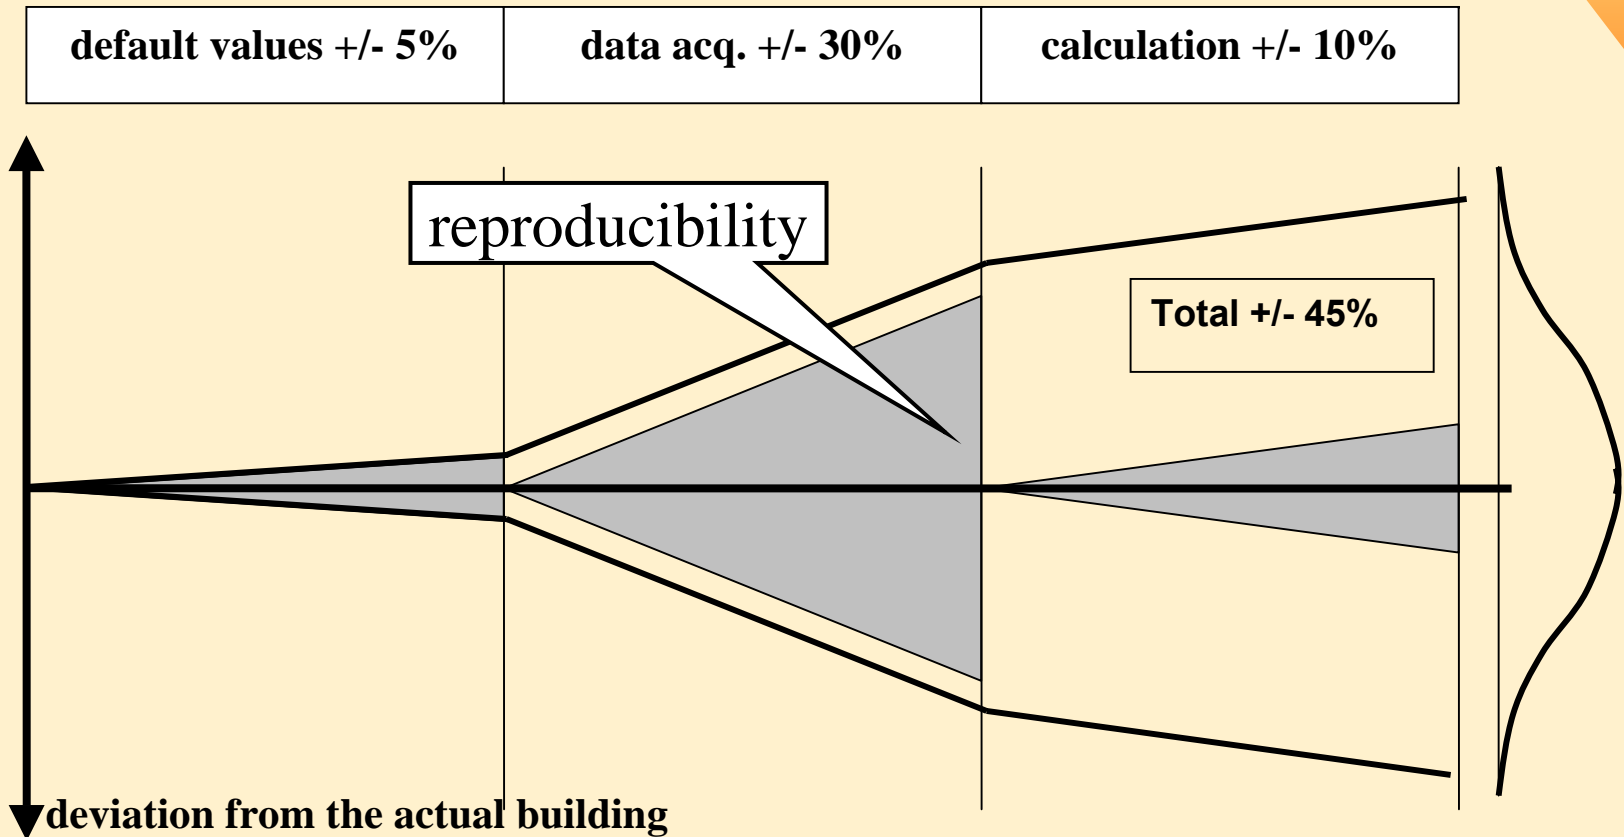 default values +/- 5%
data acq. +/- 30%
calculation +/- 10%
reproducibility
Total +/- 45%
deviation from the actual building